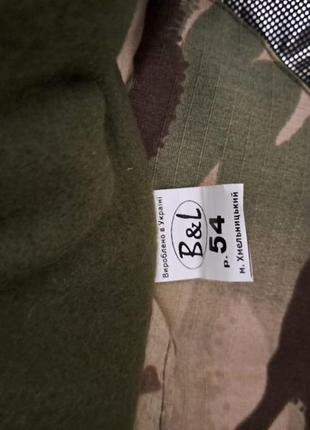 Вироблено в Україні
B&L
р. 54
м. Хмельницький